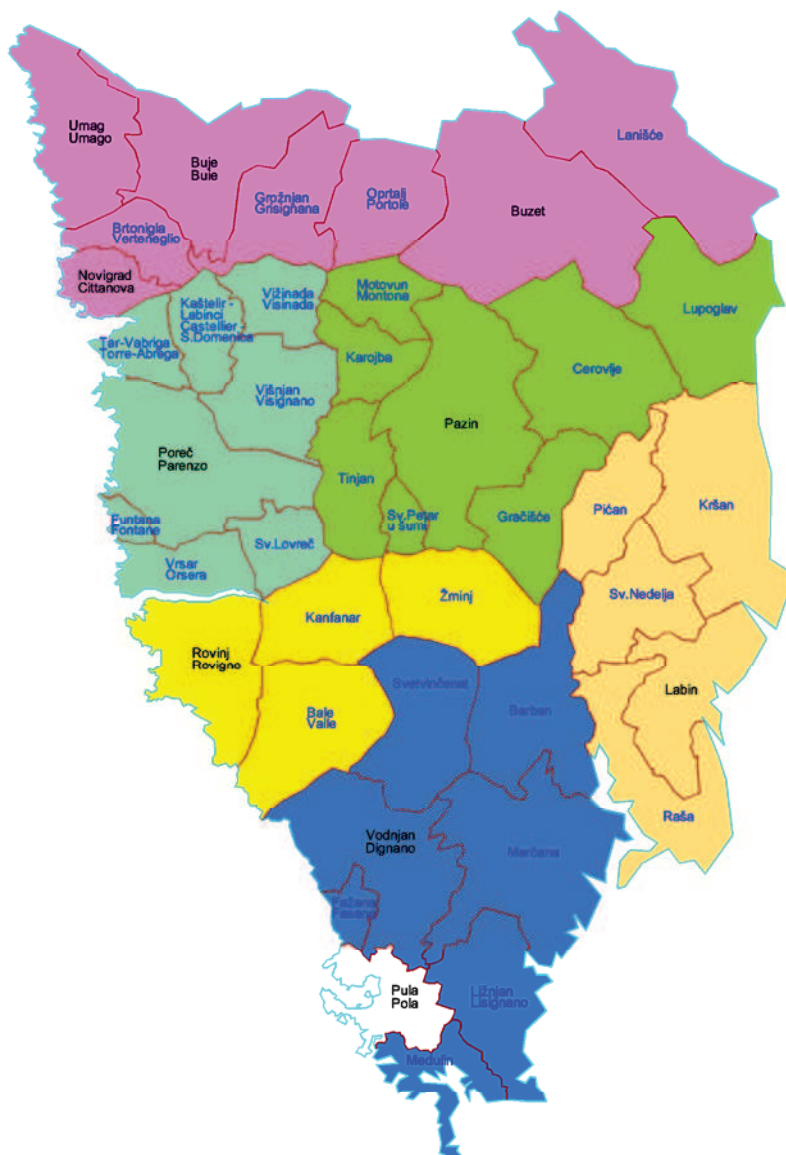 Umag
Umago
Buje
Buie
Grožnjan
Grisignana
Oprtalj
Portole
Buzet
Lanišće
Brtonigla
Verteneglio
Novigrad
Cittanova
Kaštelir -
Labinci
Castellier -
S.Domenica
Vižinada
Visinada
Motovun
Montona
Lupoglav
Tar-Vabriga
Torre-Abrega
Karojba
Cerovlje
Višnjan
Visignano
Pazin
Poreč
Parenzo
Tinjan
Sv.Petar
u šumi
Gračišće
Pićan
Kršan
Funtana
Fontane
Sv.Lovreč
Vrsar
Orsera
Kanfanar
Žminj
Sv.Nedelja
Rovinj
Rovigno
Svetvinčenat
Barban
Labin
Bale
Valle
Raša
Vodnjan
Dignano
Marčana
Fažana
Fasana
Pula
Pola
Ližnjan
Lisignano
Medulin